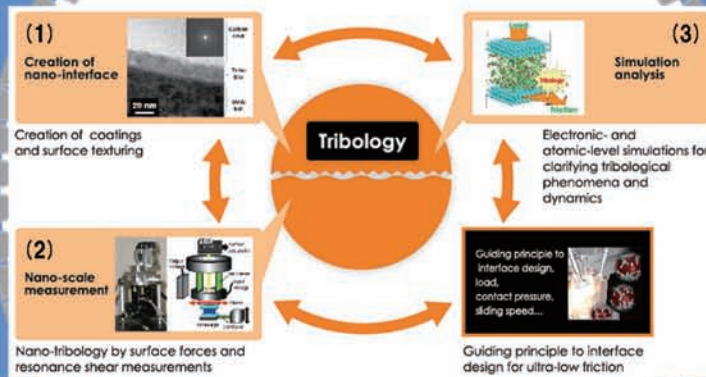 (1)
Creation of
nano-interface
20 nm
Creation of coatings
and surface texturing
Tribology
(3)
Simulation
analysis
Electronic- and
atomic-level simulations for
clarifying tribological
phenomena and
dynamics
(2)
Nano-scale
measurement
Nano-tribology by surface forces and
resonance shear measurements
Guiding principle to
interface design,
load,
contact pressure,
sliding speed...
Guiding principle to interface
design for ultra-low friction